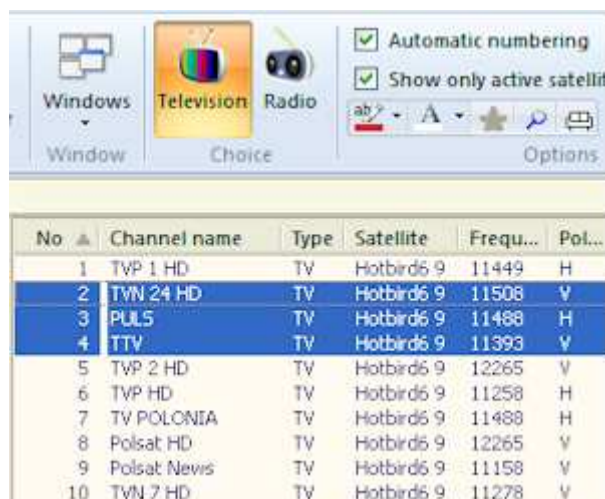 Automatic numbering
Show only active satellit
Windows
Television
Radio
ab
A
Window
Choice
Options
No Channel name Type Satellite Frequ... Pol...
1 TVP 1 HD TV Hotbird6 9 11449 H
2 TVN 24 HD TV Hotbird6 9 11508 V
3 PULS TV Hotbird6 9 11488 H
4 TTV TV Hotbird6 9 11393 V
5 TVP 2 HD TV Hotbird6 9 12265 V
6 TVP HD TV Hotbird6 9 11258 H
7 TV POLONIA TV Hotbird6 9 11488 H
8 Polsat HD TV Hotbird6 9 12265 V
9 Polsat News TV Hotbird6 9 11158 V
10 TVN 7 HD TV Hotbird6 9 11278 V